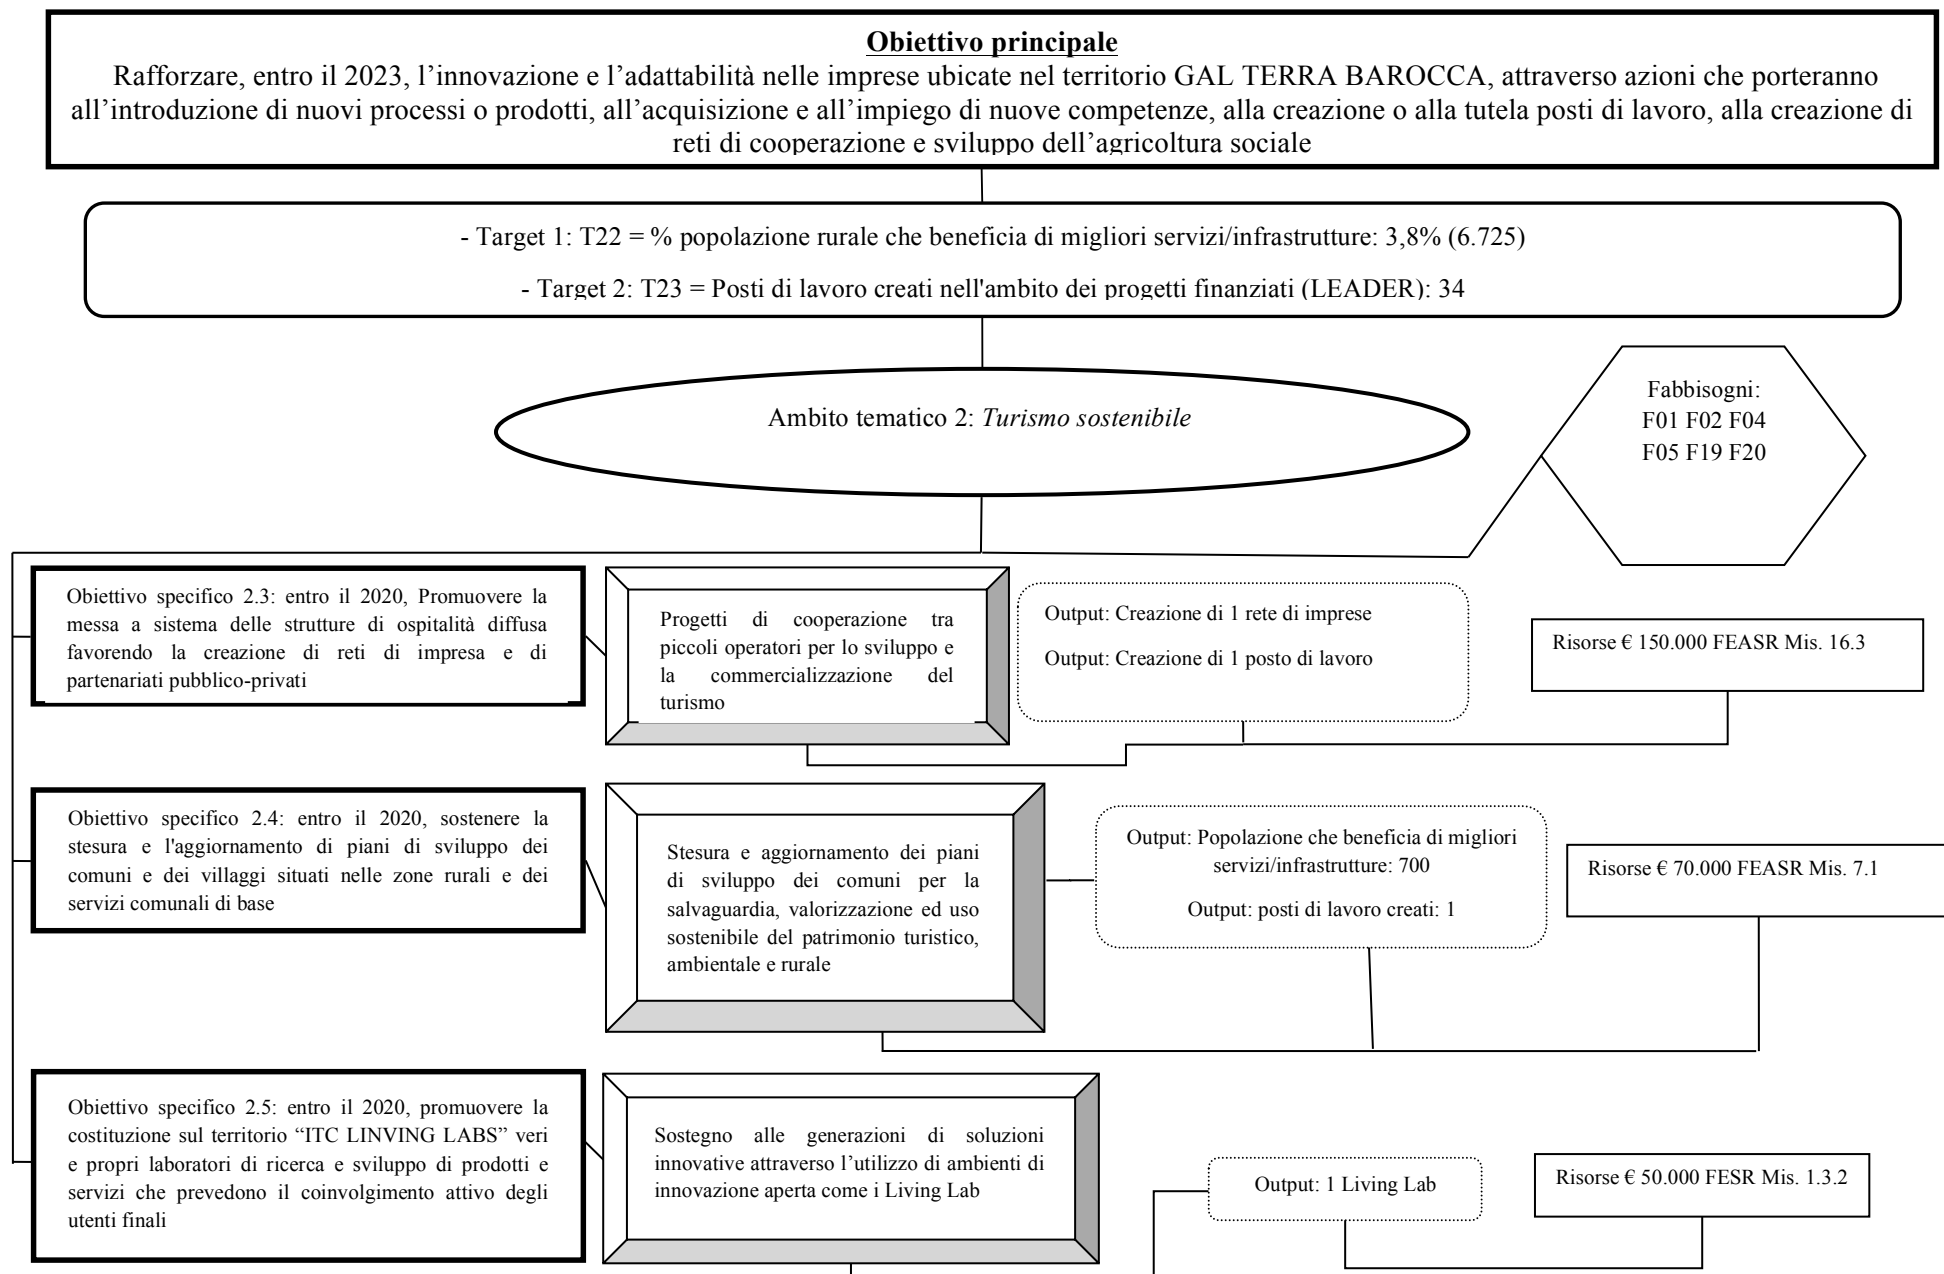 Obiettivo principale
Rafforzare, entro il 2023, l’innovazione e l’adattabilità nelle imprese ubicate nel territorio GAL TERRA BAROCCA, attraverso azioni che porteranno
all’introduzione di nuovi processi o prodotti, all’acquisizione e all’impiego di nuove competenze, alla creazione o alla tutela posti di lavoro, alla creazione di
reti di cooperazione e sviluppo dell’agricoltura sociale
- Target 1: T22 = % popolazione rurale che beneficia di migliori servizi/infrastrutture: 3,8% (6.725)
- Target 2: T23 = Posti di lavoro creati nell'ambito dei progetti finanziati (LEADER): 34
Ambito tematico 2: Turismo sostenibile
Fabbisogni:
F01 F02 F04
F05 F19 F20
Obiettivo specifico 2.3: entro il 2020, Promuovere la
messa a sistema delle strutture di ospitalità diffusa
favorendo la creazione di reti di impresa e di
partenariati pubblico-privati
Progetti di cooperazione tra
piccoli operatori per lo sviluppo e
la commercializzazione del
turismo
Output: Creazione di 1 rete di imprese
Output: Creazione di 1 posto di lavoro
Risorse € 150.000 FEASR Mis. 16.3
Obiettivo specifico 2.4: entro il 2020, sostenere la
stesura e l'aggiornamento di piani di sviluppo dei
comuni e dei villaggi situati nelle zone rurali e dei
servizi comunali di base
Stesura e aggiornamento dei piani
di sviluppo dei comuni per la
salvaguardia, valorizzazione ed uso
sostenibile del patrimonio turistico,
ambientale e rurale
Output: Popolazione che beneficia di migliori
servizi/infrastrutture: 700
Output: posti di lavoro creati: 1
Risorse € 70.000 FEASR Mis. 7.1
Obiettivo specifico 2.5: entro il 2020, promuovere la
costituzione sul territorio “ITC LINVING LABS” veri
e propri laboratori di ricerca e sviluppo di prodotti e
servizi che prevedono il coinvolgimento attivo degli
utenti finali
Sostegno alle generazioni di soluzioni
innovative attraverso l’utilizzo di ambienti di
innovazione aperta come i Living Lab
Output: 1 Living Lab
Risorse € 50.000 FESR Mis. 1.3.2